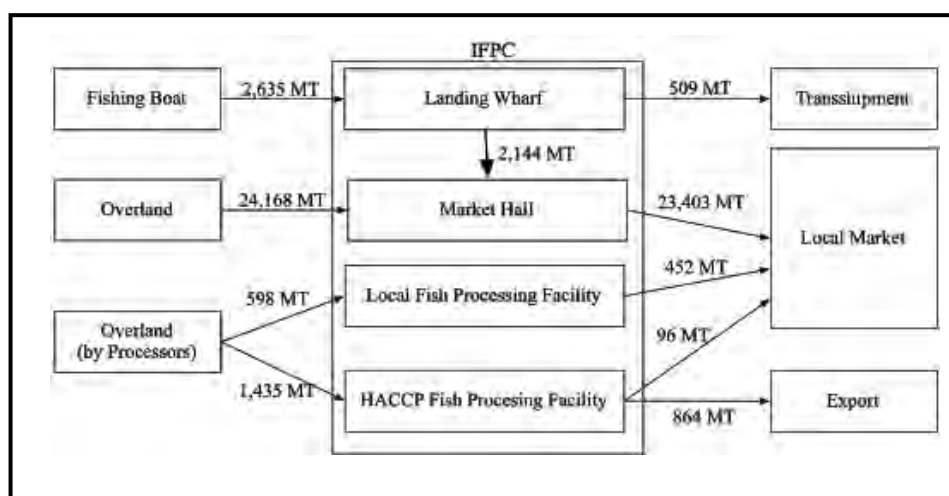 IFPC
Fishing Boat
2,635 MT
Landing Wharf
509 MT
Transshipment
2,144 MT
Overland
24,168 MT
Market Hall
23,403 MT
Local Market
598 MT
Local Fish Processing Facility
452 MT
Overland
(by Processors)
96 MT
1,435 MT
HACCP Fish Procesing Facility
864 MT
Export